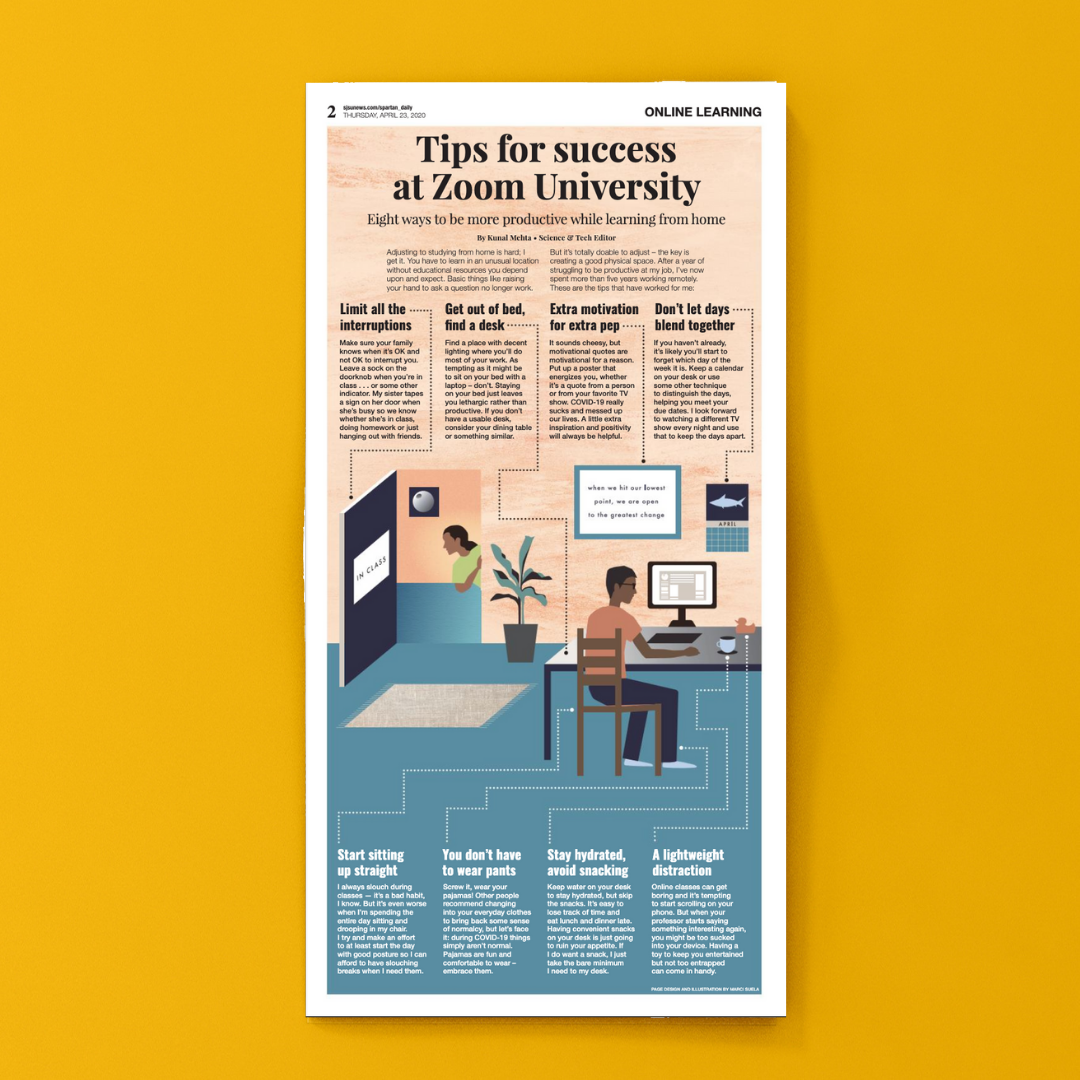 2
sjsunews.com/spartan_daily
THURSDAY, APRIL 23, 2020
ONLINE LEARNING
Tips for success
at Zoom University
Eight ways to be more productive while learning from home
By Kunal Mehta • Science & Tech Editor
Adjusting to studying from home is hard; I
get it. You have to learn in an unusual location
without educational resources you depend
upon and expect. Basic things like raising
your hand to ask a question no longer work.
But it's totally doable to adjust – the key is
creating a good physical space. After a year of
struggling to be productive at my job, I've now
spent more than five years working remotely.
These are the tips that have worked for me:
Limit all the
interruptions
Make sure your family
knows when it's OK and
not OK to interrupt you.
Leave a sock on the
doorknob when you're in
class . . . or some other
indicator. My sister tapes
a sign on her door when
she's busy so we know
whether she's in class,
doing homework or just
hanging out with friends.
Get out of bed,
find a desk
Find a place with decent
lighting where you'll do
most of your work. As
tempting as it might be
to sit on your bed with a
laptop – don't. Staying
on your bed just leaves
you lethargic rather than
productive. If you don't
have a usable desk,
consider your dining table
or something similar.
Extra motivation
for extra pep
It sounds cheesy, but
motivational quotes are
motivational for a reason.
Put up a poster that
energizes you, whether
it's a quote from a person
or from your favorite TV
show. COVID-19 really
sucks and messed up
our lives. A little extra
inspiration and positivity
will always be helpful.
Don't let days
blend together
If you haven't already,
it's likely you'll start to
forget which day of the
week it is. Keep a calendar
on your desk or use
some other technique
to distinguish the days,
helping you meet your
due dates. I look forward
to watching a different TV
show every night and use
that to keep the days apart.
when we hit our lowest
point, we are open
to the greatest change
APRIL
IN CLASS
Start sitting
up straight
I always slouch during
classes — it's a bad habit,
I know. But it's even worse
when I'm spending the
entire day sitting and
drooping in my chair.
I try and make an effort
to at least start the day
with good posture so I can
afford to have slouching
breaks when I need them.
You don't have
to wear pants
Screw it, wear your
pajamas! Other people
recommend changing
into your everyday clothes
to bring back some sense
of normalcy, but let's face
it: during COVID-19 things
simply aren't normal.
Pajamas are fun and
comfortable to wear –
embrace them.
Stay hydrated,
avoid snacking
Keep water on your desk
to stay hydrated, but skip
the snacks. It's easy to
lose track of time and
eat lunch and dinner late.
Having convenient snacks
on your desk is just going
to ruin your appetite. If
I do want a snack, I just
take the bare minimum
I need to my desk.
A lightweight
distraction
Online classes can get
boring and it's tempting
to start scrolling on your
phone. But when your
professor starts saying
something interesting again,
you might be too sucked
into your device. Having a
toy to keep you entertained
but not too entrapped
can come in handy.
PAGE DESIGN AND ILLUSTRATION BY MARCI SUELA